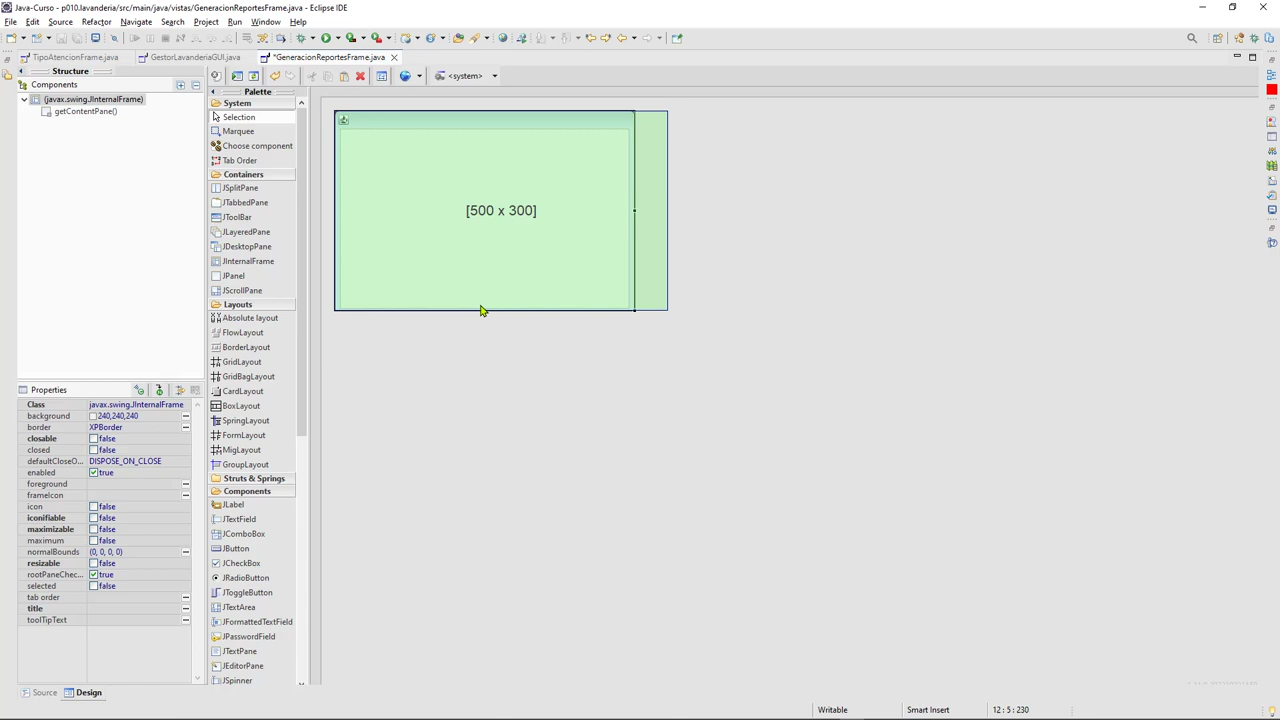 Java-Curso - p010.lavanderia/src/main/java/vistas/GeneracionReportesFrame.java - Eclipse IDE
File Edit Source Refactor Navigate Search Project Run Window Help
TipoAtencionFrame.java GestorLavanderiaGUI.java *GeneracionReportesFrame.java
Structure
Components
(javax.swing.JInternalFrame)
getContentPane()
<system>
Palette
System
Selection
Marquee
Choose component
Tab Order
Containers
JSplitPane
JTabbedPane
JToolBar
JLayeredPane
JDesktopPane
JInternalFrame
JPanel
JScrollPane
Layouts
Absolute layout
FlowLayout
BorderLayout
GridLayout
GridBagLayout
CardLayout
BoxLayout
SpringLayout
FormLayout
MigLayout
GroupLayout
Struts & Springs
Components
JLabel
JTextField
JComboBox
JButton
JCheckBox
JRadioButton
JToggleButton
JTextArea
JFormattedTextField
JPasswordField
JTextPane
JEditorPane
JSpinner
[500 x 300]
Properties
Class javax.swing.JInternalFrame
background 240,240,240
border XPBorder
closable false
closed false
defaultCloseO... DISPOSE_ON_CLOSE
enabled true
foreground
frameIcon
icon false
iconifiable false
maximizable false
maximum false
normalBounds (0, 0, 0, 0)
resizable false
rootPaneChec... true
selected false
tab order
title
toolTipText
Source Design
Writable Smart Insert 12 : 5 : 230